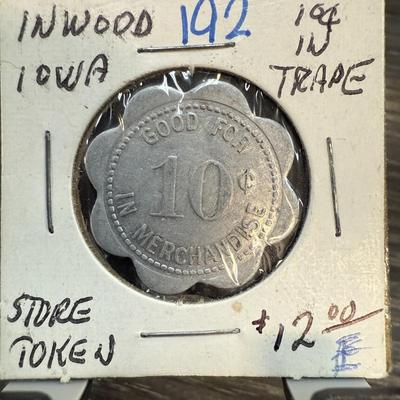 INWOOD
IOWA
192
10¢
IN
TRADE
GOOD FOR
10¢
IN MERCHANDISE
STORE
TOKEN
$12.00